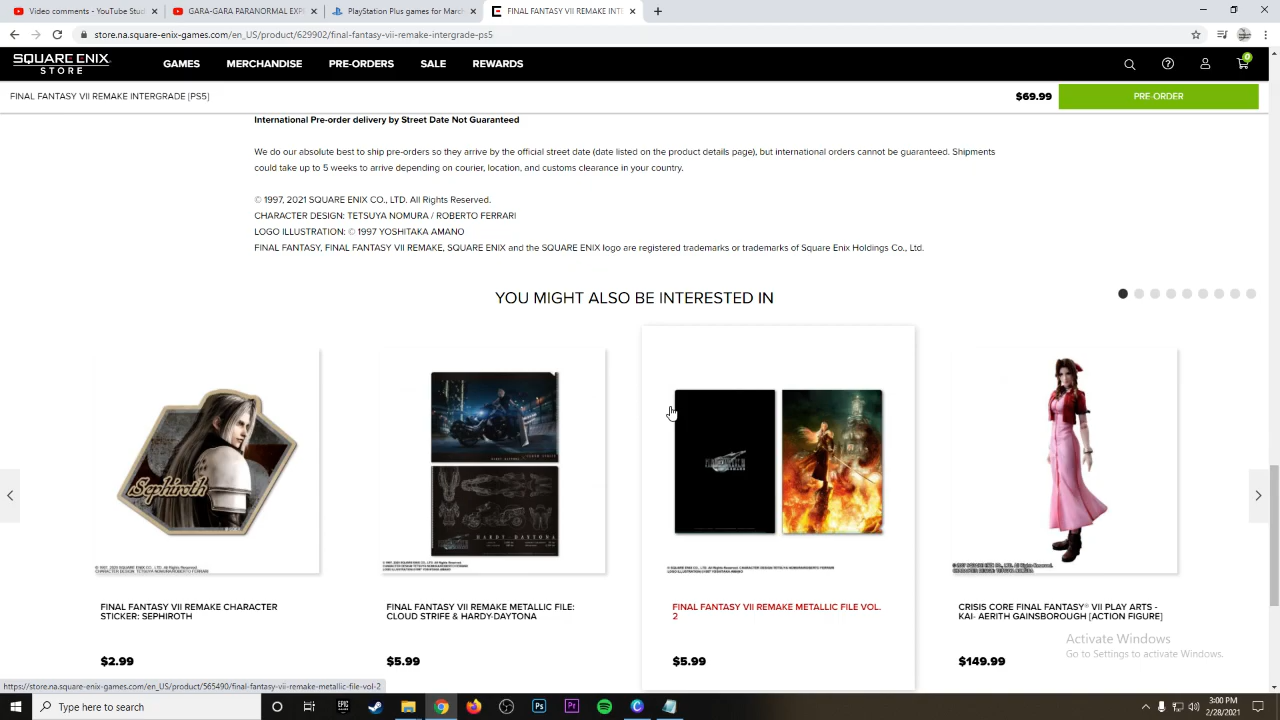 Video comments - YouTube Stud
GARA-GARA PARANORMAL EXP
PlayStation Plus games for March
FINAL FANTASY VII REMAKE INT
store.na.square-enix-games.com/en_US/product/629902/final-fantasy-vii-remake-intergrade-ps5
SQUARE ENIX
STORE
GAMES MERCHANDISE PRE-ORDERS SALE REWARDS
0
FINAL FANTASY VII REMAKE INTERGRADE [PS5]
$69.99
PRE-ORDER
International Pre-order delivery by Street Date Not Guaranteed
We do our absolute best to ship pre-orders so they arrive by the official street date (date listed on the product details page), but international orders cannot be guaranteed. Shipments
could take up to 5 weeks to arrive depending on courier, location, and customs clearance in your country.
© 1997, 2021 SQUARE ENIX CO., LTD. All Rights Reserved.
CHARACTER DESIGN: TETSUYA NOMURA / ROBERTO FERRARI
LOGO ILLUSTRATION: © 1997 YOSHITAKA AMANO
FINAL FANTASY, FINAL FANTASY VII REMAKE, SQUARE ENIX and the SQUARE ENIX logo are registered trademarks or trademarks of Square Enix Holdings Co., Ltd.
YOU MIGHT ALSO BE INTERESTED IN
Sephiroth
HARDY-DAYTONA
FINAL FANTASY VII REMAKE CHARACTER
STICKER: SEPHIROTH
$2.99
FINAL FANTASY VII REMAKE METALLIC FILE:
CLOUD STRIFE & HARDY-DAYTONA
$5.99
FINAL FANTASY VII REMAKE METALLIC FILE VOL.
2
$5.99
CRISIS CORE FINAL FANTASY® VII PLAY ARTS -
KAI- AERITH GAINSBOROUGH [ACTION FIGURE]
$149.99
Activate Windows
Go to Settings to activate Windows.
https://store.na.square-enix-games.com/en_US/product/565490/final-fantasy-vii-remake-metallic-file-vol-2
Type here to search
EPIC
Ps
Pr
3:00 PM
2/28/2021